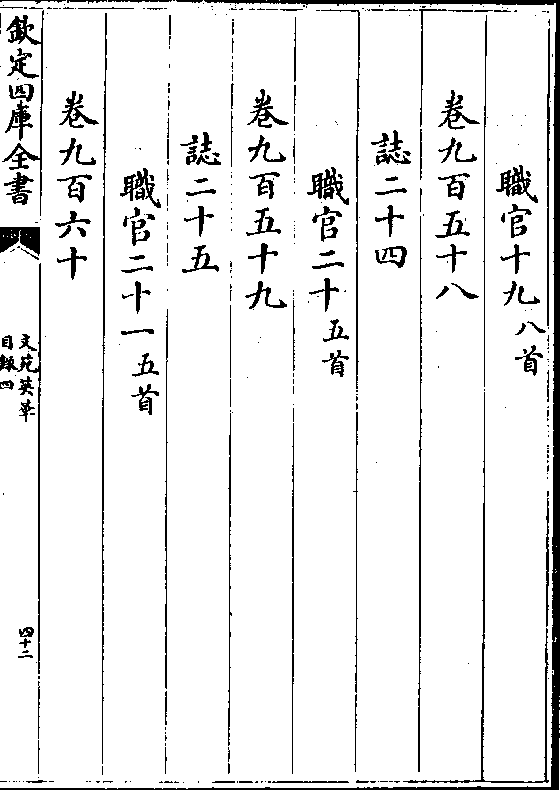 職官十九八首
卷九百五十八
誌二十四
職官二十五首
卷九百五十九
誌二十五
職官二十一五首
卷九百六十
欽定四庫全書
文苑英華
目録四
四十二